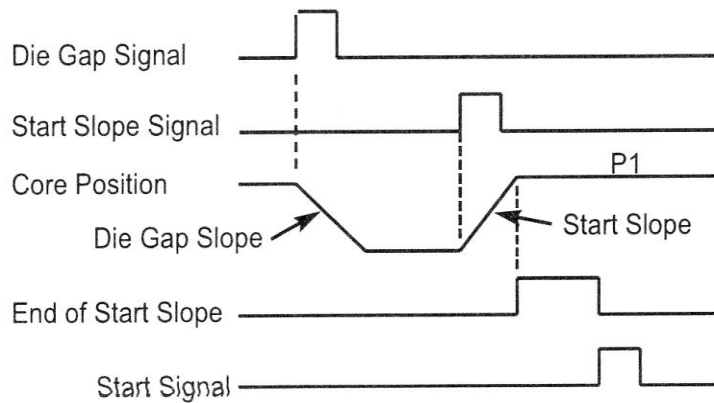 Die Gap Signal
Start Slope Signal
Core Position
P1
Die Gap Slope
Start Slope
End of Start Slope
Start Signal